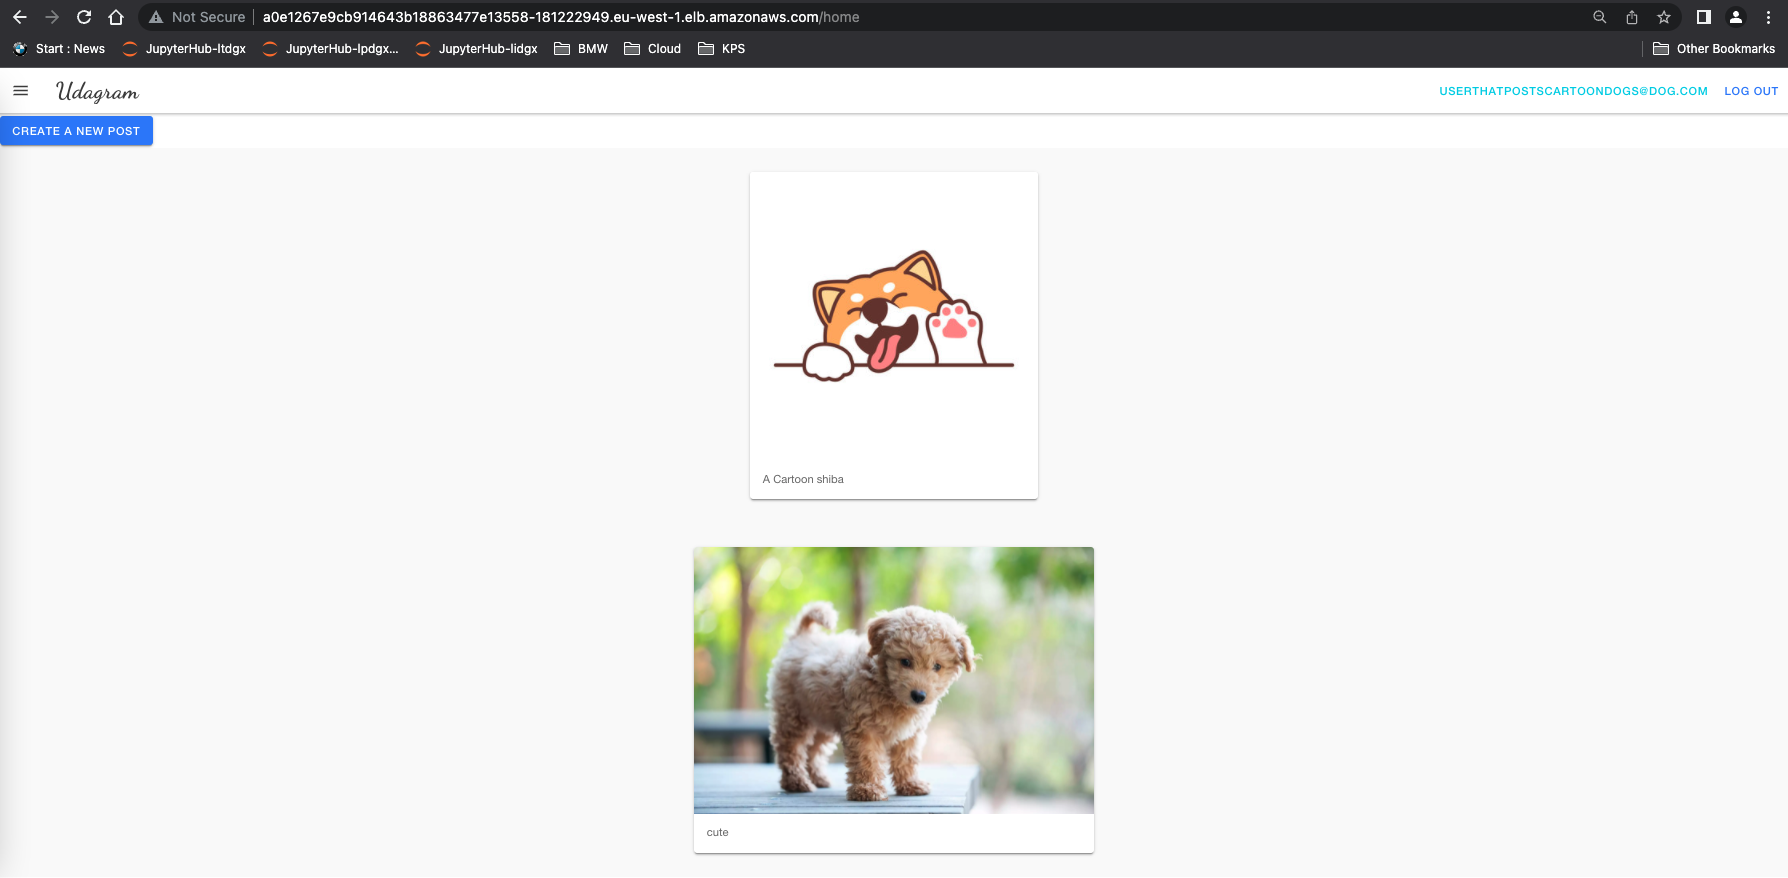 Not Secure a0e1267e9cb914643b18863477e13558-181222949.eu-west-1.elb.amazonaws.com/home
Start : News JupyterHub-ltdgx JupyterHub-lpdgx... JupyterHub-lidgx BMW Cloud KPS Other Bookmarks
Udagram USERTHATPOSTSCARTOONDOGS@DOG.COM LOG OUT
CREATE A NEW POST
A Cartoon shiba
cute